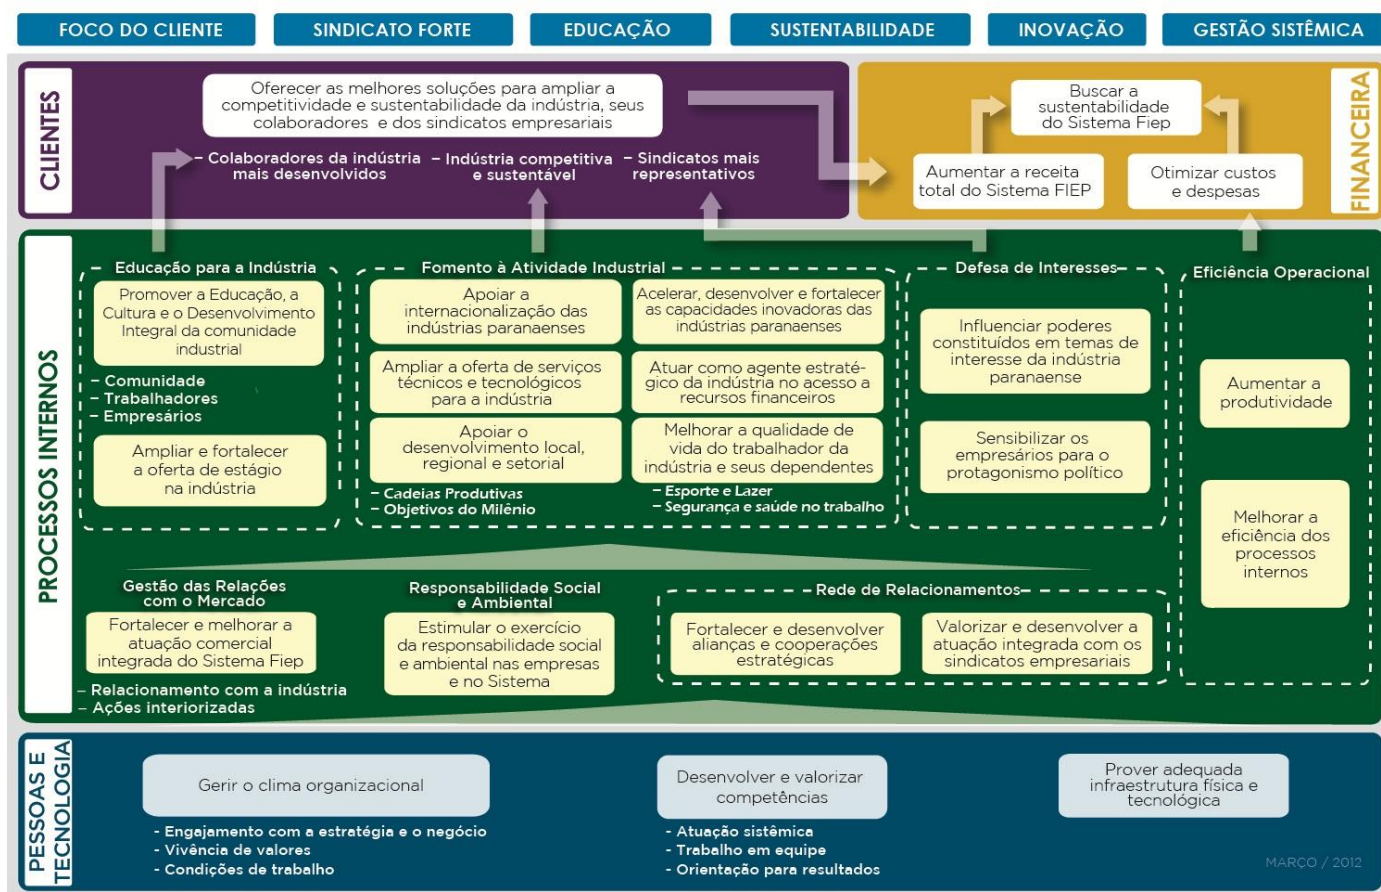 FOCO DO CLIENTE
SINDICATO FORTE
EDUCAÇÃO
SUSTENTABILIDADE
INOVAÇÃO
GESTÃO SISTÊMICA
CLIENTES
Oferecer as melhores soluções para ampliar a
competitividade e sustentabilidade da indústria, seus
colaboradores e dos sindicatos empresariais
– Colaboradores da indústria
mais desenvolvidos
– Indústria competitiva
e sustentável
– Sindicatos mais
representativos
FINANCEIRA
Buscar a
sustentabilidade
do Sistema Fiep
Aumentar a receita
total do Sistema FIEP
Otimizar custos
e despesas
PROCESSOS INTERNOS
Educação para a Indústria
Promover a Educação, a
Cultura e o Desenvolvimento
Integral da comunidade
industrial
– Comunidade
– Trabalhadores
– Empresários
Ampliar e fortalecer
a oferta de estágio
na indústria
Fomento à Atividade Industrial
Apoiar a
internacionalização das
indústrias paranaenses
Acelerar, desenvolver e fortalecer
as capacidades inovadoras das
indústrias paranaenses
Ampliar a oferta de serviços
técnicos e tecnológicos
para a indústria
Atuar como agente estraté-
gico da indústria no acesso a
recursos financeiros
Apoiar o
desenvolvimento local,
regional e setorial
Melhorar a qualidade de
vida do trabalhador da
indústria e seus dependentes
– Cadeias Produtivas
– Objetivos do Milênio
– Esporte e Lazer
– Segurança e saúde no trabalho
Defesa de Interesses
Influenciar poderes
constituídos em temas de
interesse da indústria
paranaense
Sensibilizar os
empresários para o
protagonismo político
Eficiência Operacional
Aumentar a
produtividade
Melhorar a
eficiência dos
processos
internos
Gestão das Relações
com o Mercado
Fortalecer e melhorar a
atuação comercial
integrada do Sistema Fiep
– Relacionamento com a indústria
– Ações interiorizadas
Responsabilidade Social
e Ambiental
Estimular o exercício
da responsabilidade social
e ambiental nas empresas
e no Sistema
Rede de Relacionamentos
Fortalecer e desenvolver
alianças e cooperações
estratégicas
Valorizar e desenvolver a
atuação integrada com os
sindicatos empresariais
PESSOAS E
TECNOLOGIA
Gerir o clima organizacional
- Engajamento com a estratégia e o negócio
- Vivência de valores
- Condições de trabalho
Desenvolver e valorizar
competências
- Atuação sistêmica
- Trabalho em equipe
- Orientação para resultados
Prover adequada
infraestrutura física e
tecnológica
MARÇO / 2012